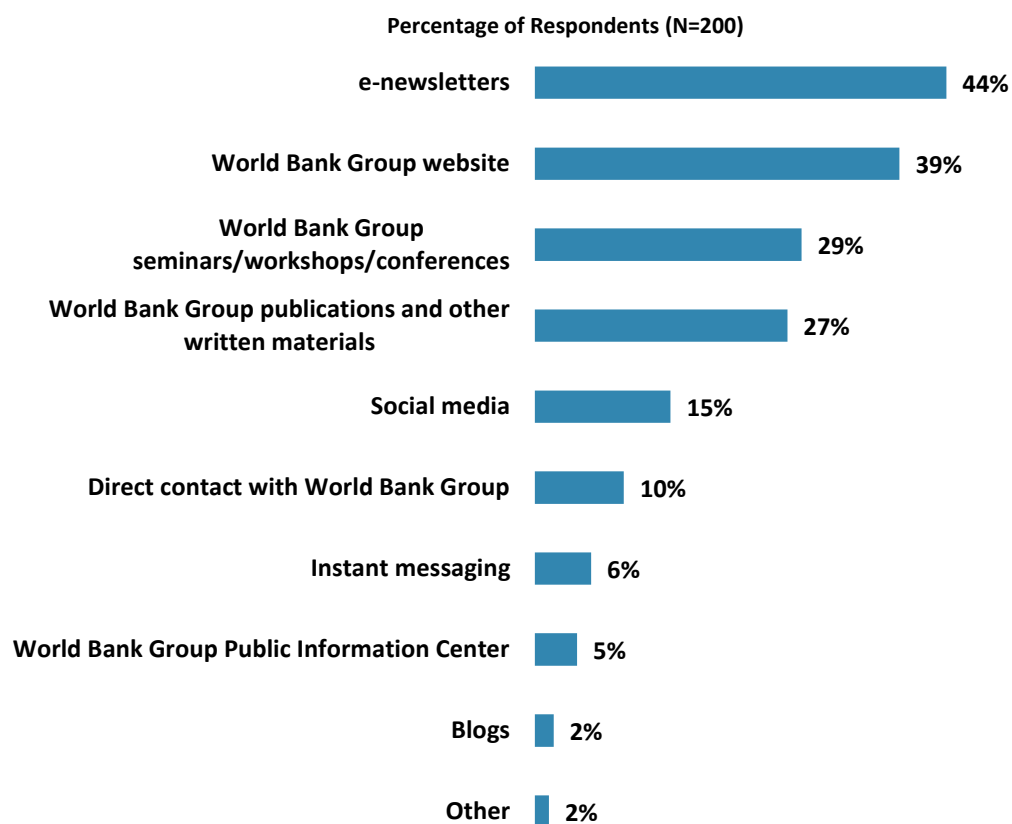 Percentage of Respondents (N=200)
e-newsletters 44%
World Bank Group website 39%
World Bank Group
seminars/workshops/conferences 29%
World Bank Group publications and other
written materials 27%
Social media 15%
Direct contact with World Bank Group 10%
Instant messaging 6%
World Bank Group Public Information Center 5%
Blogs 2%
Other 2%